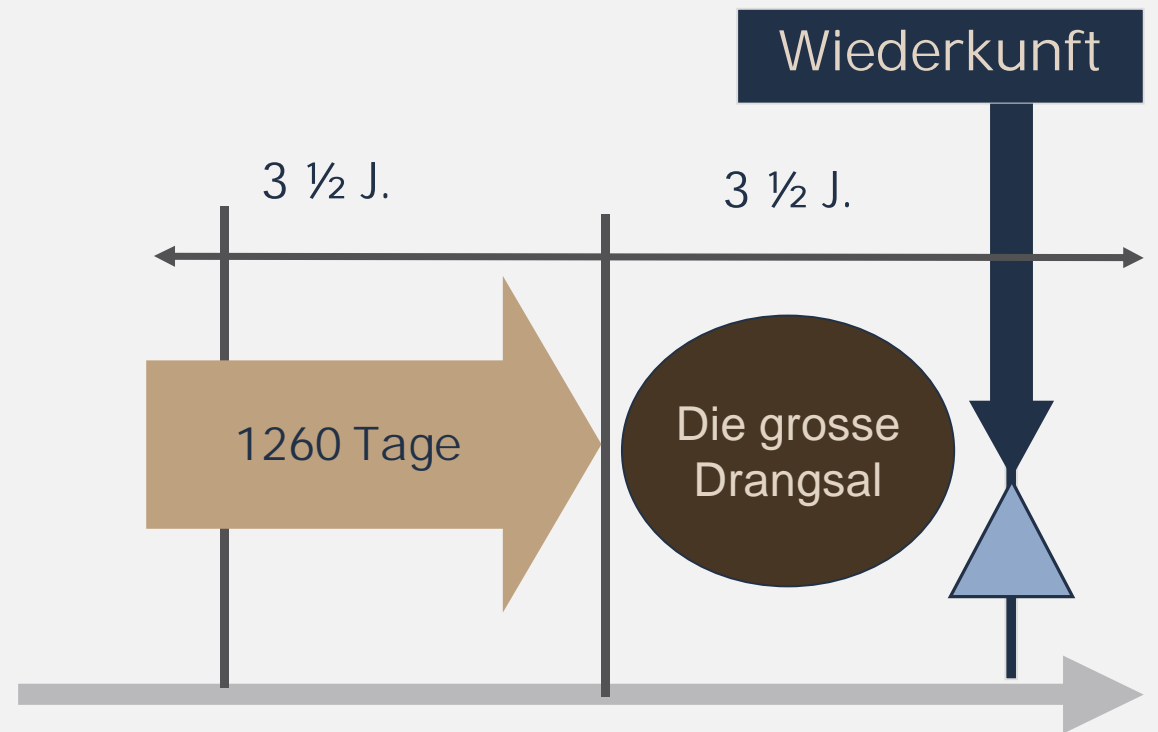 Wiederkunft
3 ½ J.
3 ½ J.
1260 Tage
Die grosse
Drangsal